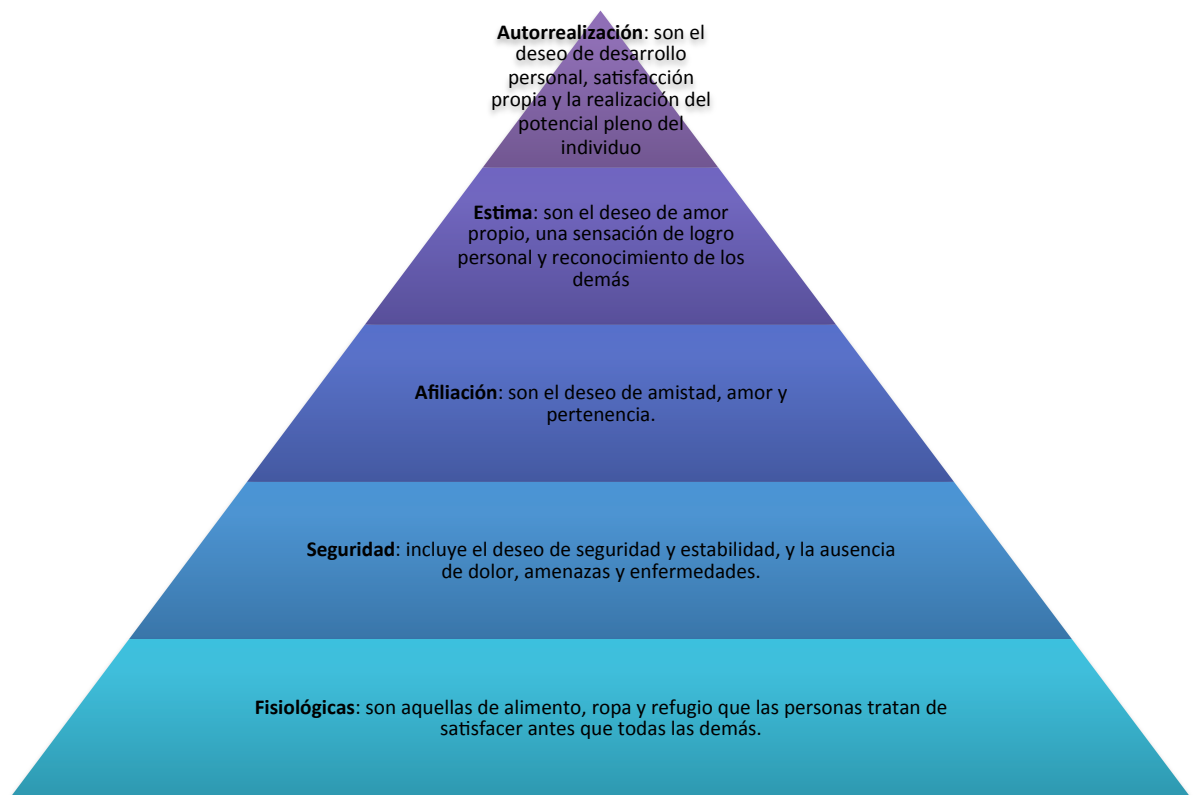 Autorrealización: son el
deseo de desarrollo
personal, satisfacción
propia y la realización del
potencial pleno del
individuo
Estima: son el deseo de amor
propio, una sensación de logro
personal y reconocimiento de los
demás
Afiliación: son el deseo de amistad, amor y
pertenencia.
Seguridad: incluye el deseo de seguridad y estabilidad, y la ausencia
de dolor, amenazas y enfermedades.
Fisiológicas: son aquellas de alimento, ropa y refugio que las personas tratan de
satisfacer antes que todas las demás.